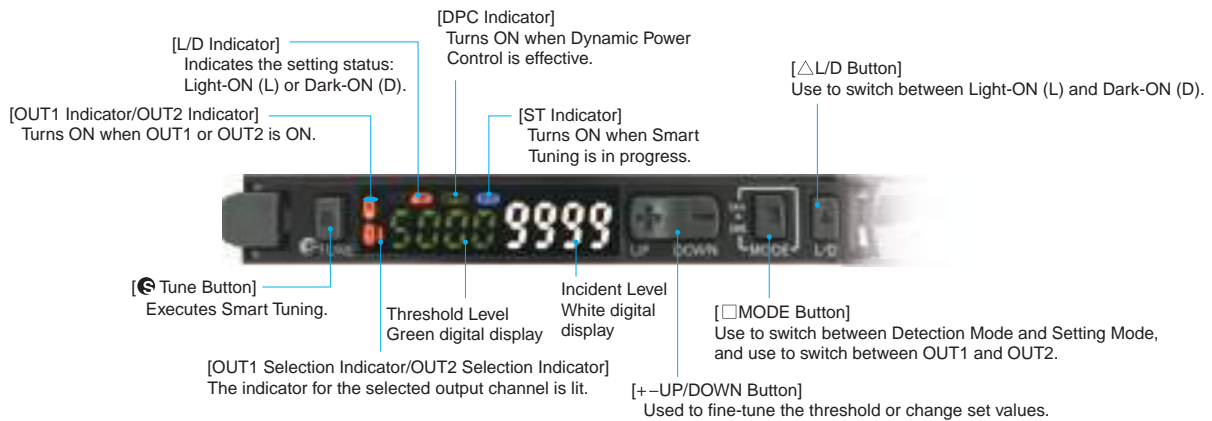 [DPC Indicator]
Turns ON when Dynamic Power
Control is effective.
[L/D Indicator]
Indicates the setting status:
Light-ON (L) or Dark-ON (D).
[△L/D Button]
Use to switch between Light-ON (L) and Dark-ON (D).
[OUT1 Indicator/OUT2 Indicator]
Turns ON when OUT1 or OUT2 is ON.
[ST Indicator]
Turns ON when Smart
Tuning is in progress.
5000 9999
TUNE
UP DOWN
MODE
L/D
[S Tune Button]
Executes Smart Tuning.
Threshold Level
Green digital display
Incident Level
White digital
display
[□MODE Button]
Use to switch between Detection Mode and Setting Mode,
and use to switch between OUT1 and OUT2.
[OUT1 Selection Indicator/OUT2 Selection Indicator]
The indicator for the selected output channel is lit.
[+−UP/DOWN Button]
Used to fine-tune the threshold or change set values.